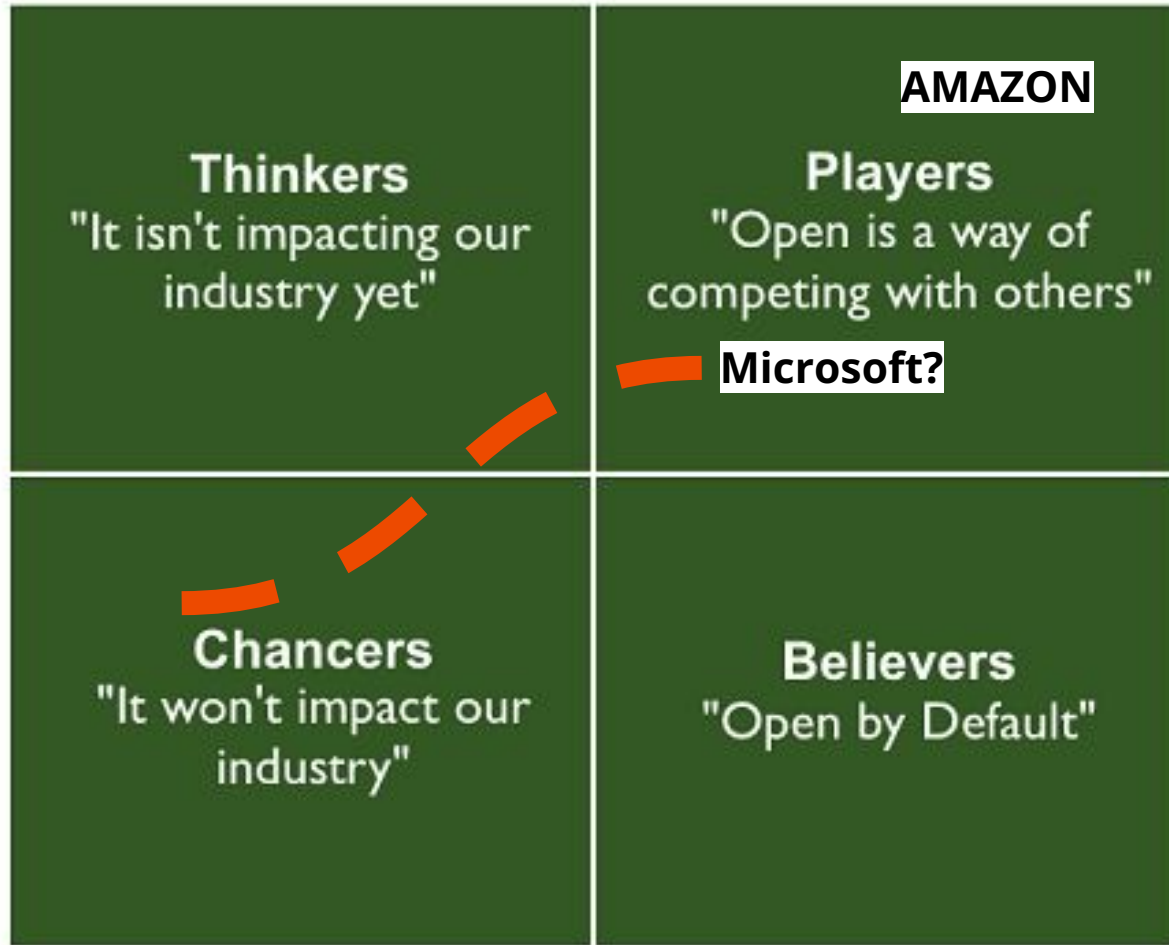 Thinkers
"It isn't impacting our
industry yet"
AMAZON
Players
"Open is a way of
competing with others"
Microsoft?
Chancers
"It won't impact our
industry"
Believers
"Open by Default"